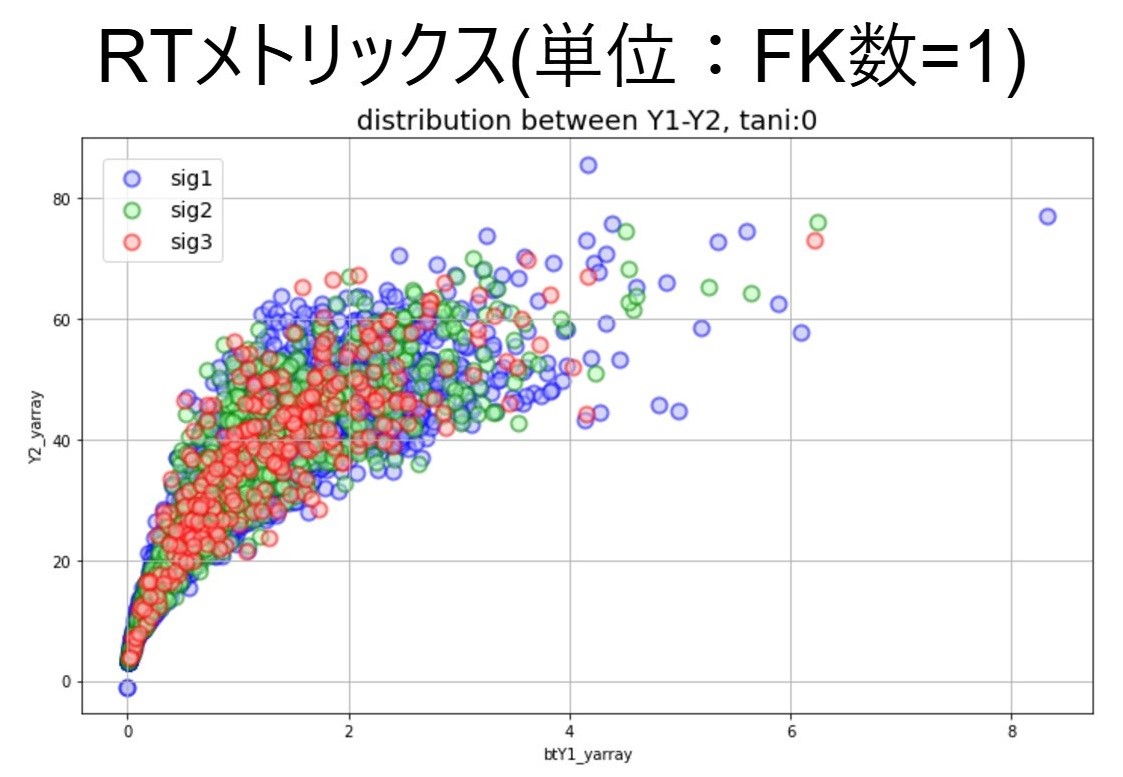 RTメトリックス(単位：FK数=1)
distribution between Y1-Y2, tani:0
sig1
sig2
sig3
80
60
40
20
0
Y2_yarray
0 2 4 6 8
btY1_yarray